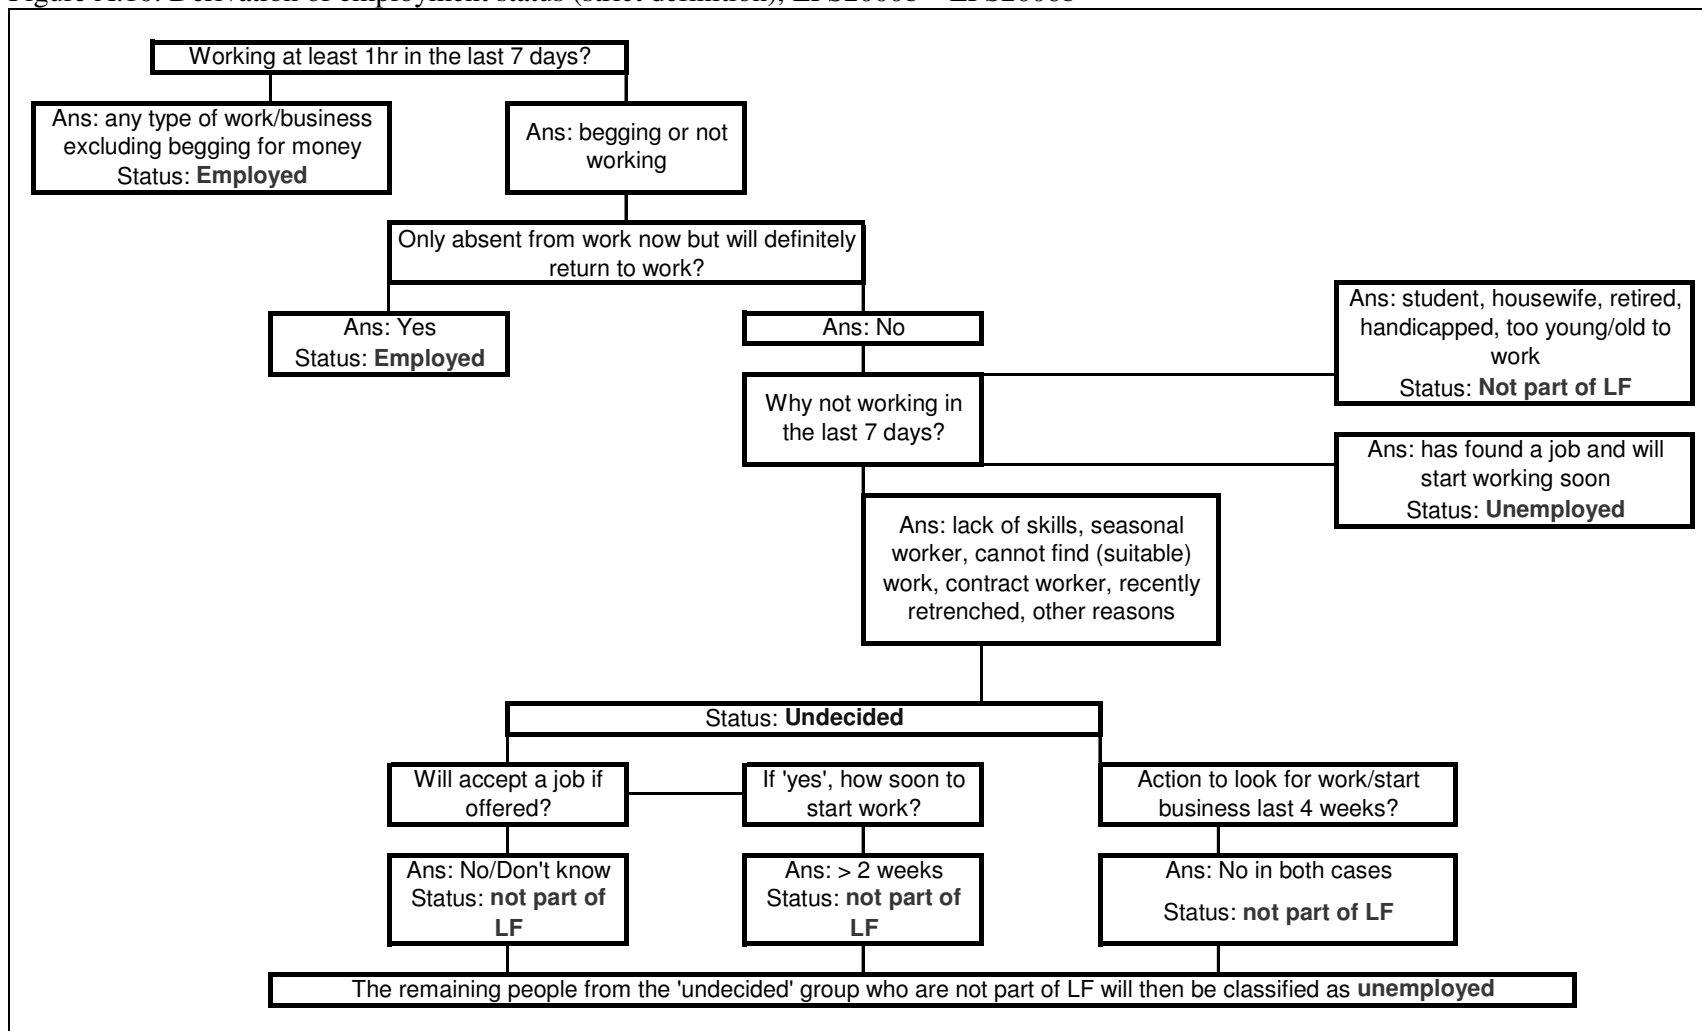 Working at least 1hr in the last 7 days?
Ans: any type of work/business
excluding begging for money
Status: Employed
Ans: begging or not
working
Only absent from work now but will definitely
return to work?
Ans: Yes
Status: Employed
Ans: No
Ans: student, housewife, retired,
handicapped, too young/old to
work
Status: Not part of LF
Why not working in
the last 7 days?
Ans: has found a job and will
start working soon
Status: Unemployed
Ans: lack of skills, seasonal
worker, cannot find (suitable)
work, contract worker, recently
retrenched, other reasons
Status: Undecided
Will accept a job if
offered?
If 'yes', how soon to
start work?
Action to look for work/start
business last 4 weeks?
Ans: No/Don't know
Status: not part of
LF
Ans: > 2 weeks
Status: not part of
LF
Ans: No in both cases
Status: not part of LF
The remaining people from the 'undecided' group who are not part of LF will then be classified as unemployed